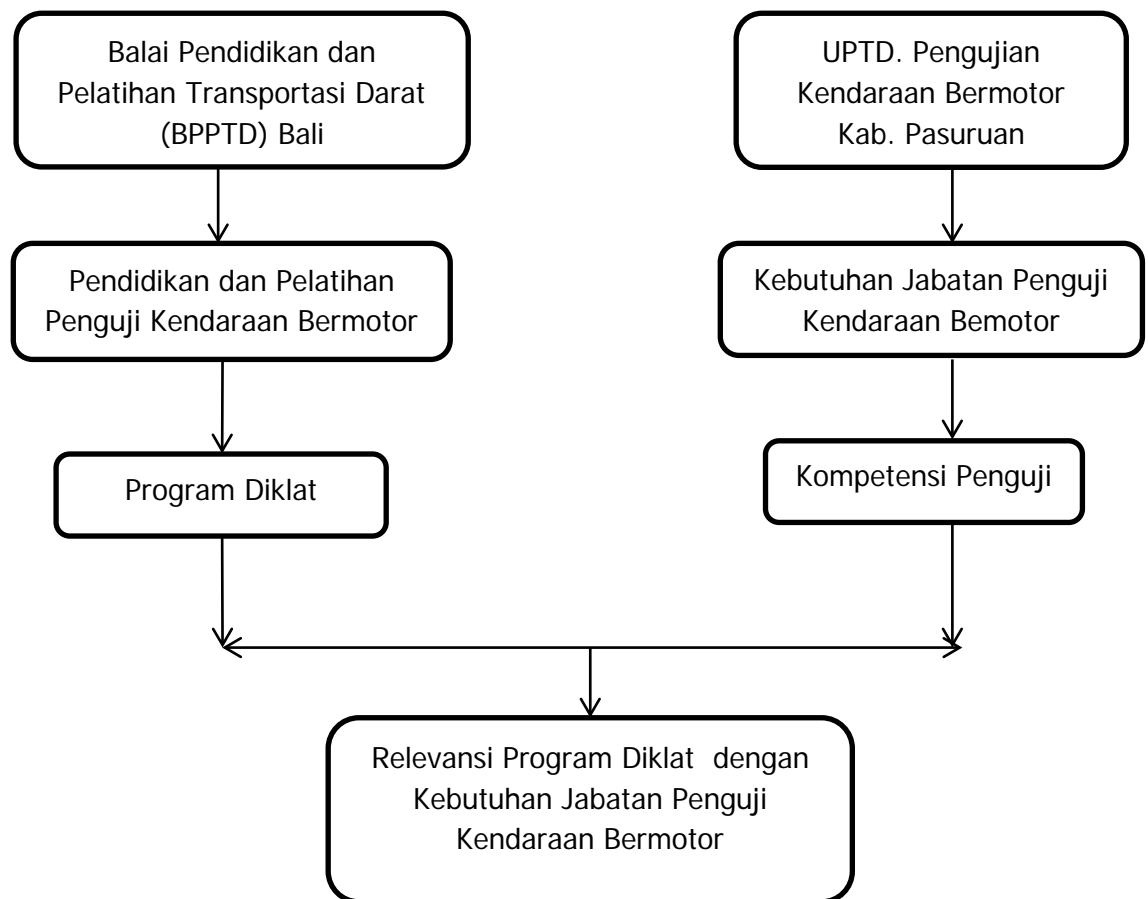 Balai Pendidikan dan
Pelatihan Transportasi Darat
(BPPTD) Bali
UPTD. Pengujian
Kendaraan Bermotor
Kab. Pasuruan
Pendidikan dan Pelatihan
Penguji Kendaraan Bermotor
Kebutuhan Jabatan Penguji
Kendaraan Bemotor
Program Diklat
Kompetensi Penguji
Relevansi Program Diklat dengan
Kebutuhan Jabatan Penguji
Kendaraan Bermotor